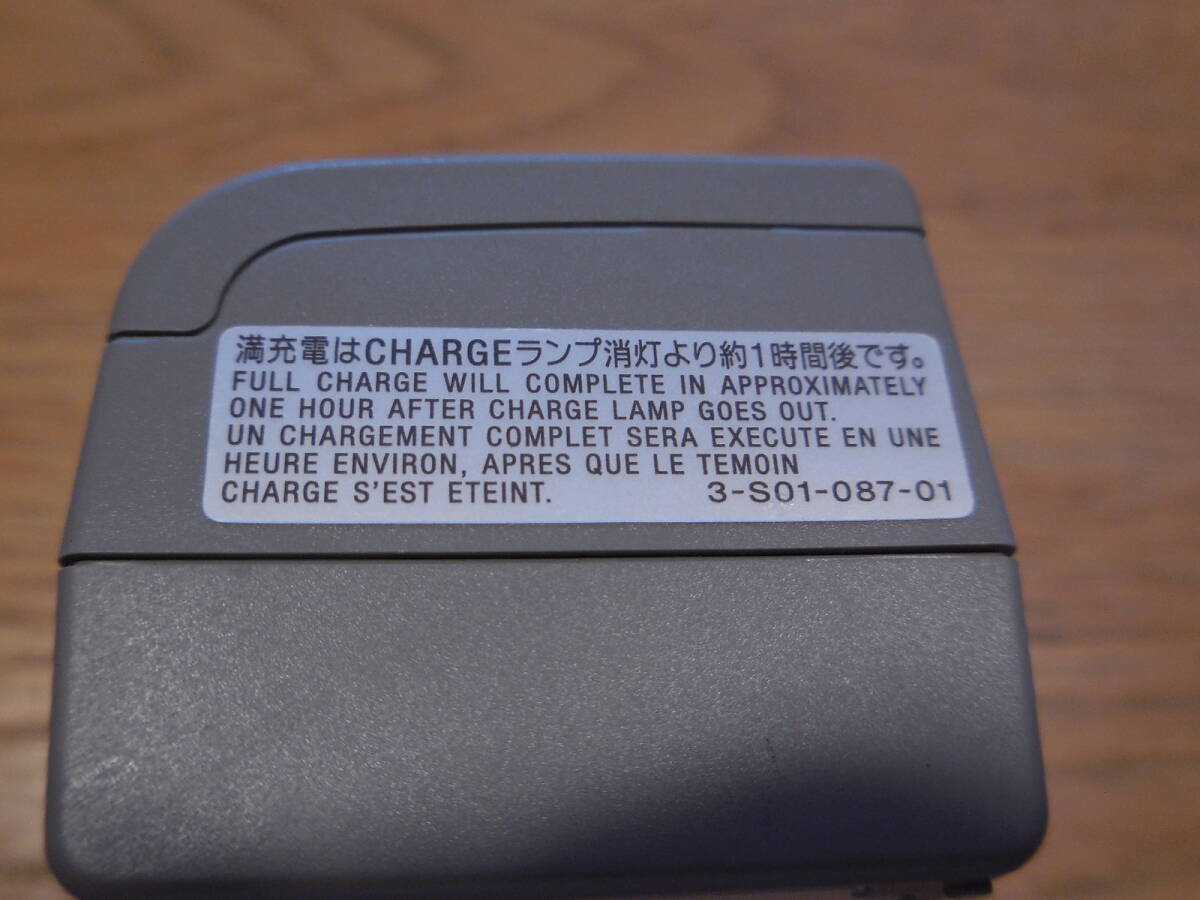 満充電はCHARGEランプ消灯より約1時間後です。
FULL CHARGE WILL COMPLETE IN APPROXIMATELY
ONE HOUR AFTER CHARGE LAMP GOES OUT.
UN CHARGEMENT COMPLET SERA EXECUTE EN UNE
HEURE ENVIRON, APRES QUE LE TEMOIN
CHARGE S'EST ETEINT. 3-S01-087-01